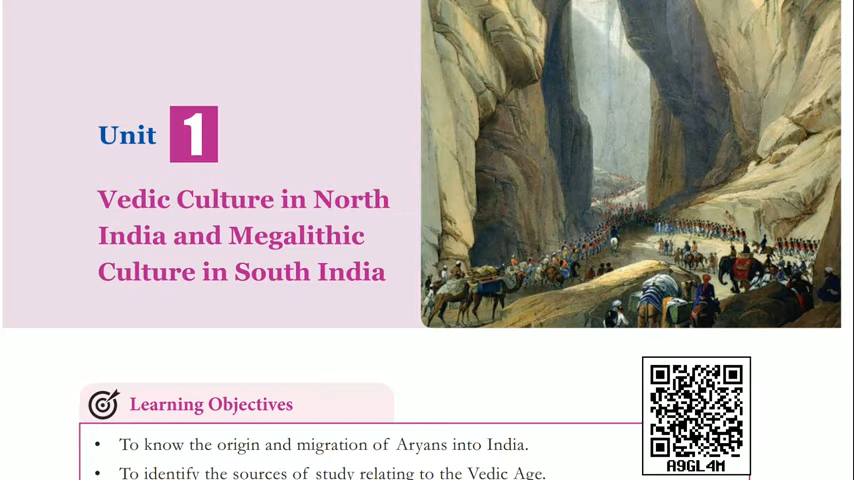 Unit 1
Vedic Culture in North
India and Megalithic
Culture in South India
Learning Objectives
• To know the origin and migration of Aryans into India.
• To identify the sources of study relating to the Vedic Age.
A9GL4M